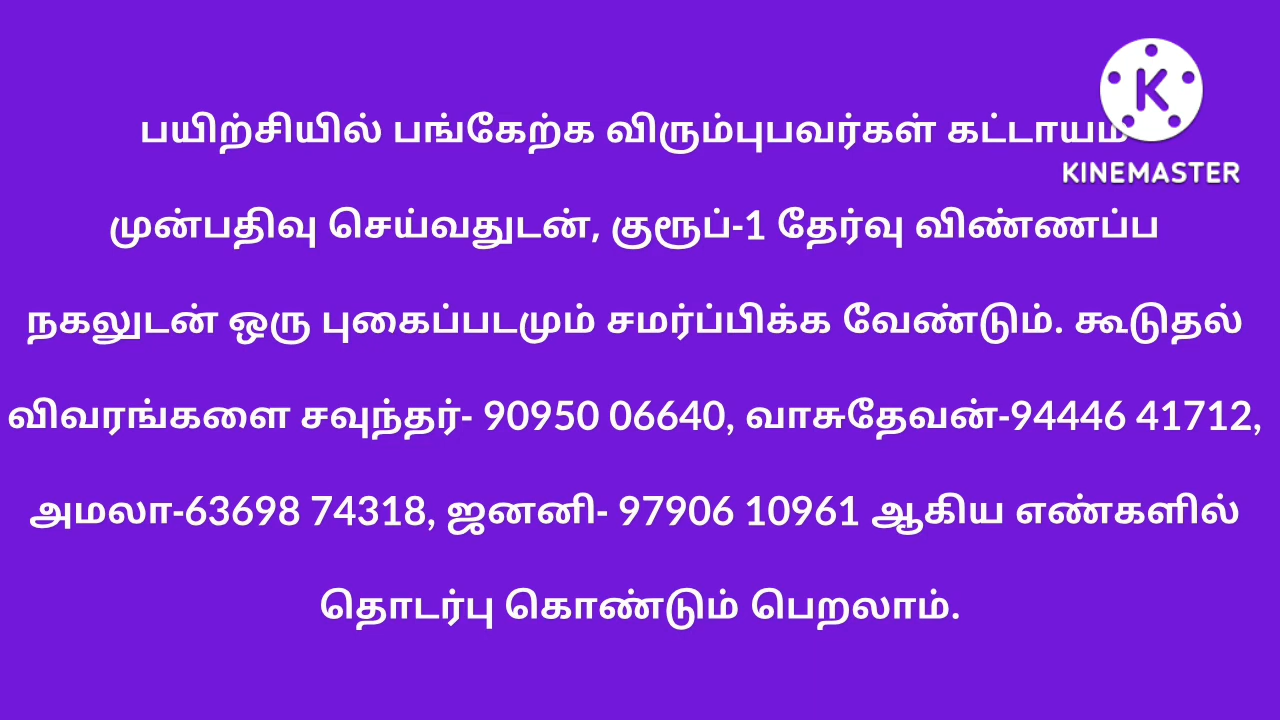 பயிற்சியில் பங்கேற்க விரும்புபவர்கள் கட்டாயம்
KINEMASTER
முன்பதிவு செய்வதுடன், குரூப்-1 தேர்வு விண்ணப்ப
நகலுடன் ஒரு புகைப்படமும் சமர்ப்பிக்க வேண்டும். கூடுதல்
விவரங்களை சவுந்தர்- 90950 06640, வாசுதேவன்-94446 41712,
அமலா-63698 74318, ஜனனி- 97906 10961 ஆகிய எண்களில்
தொடர்பு கொண்டும் பெறலாம்.